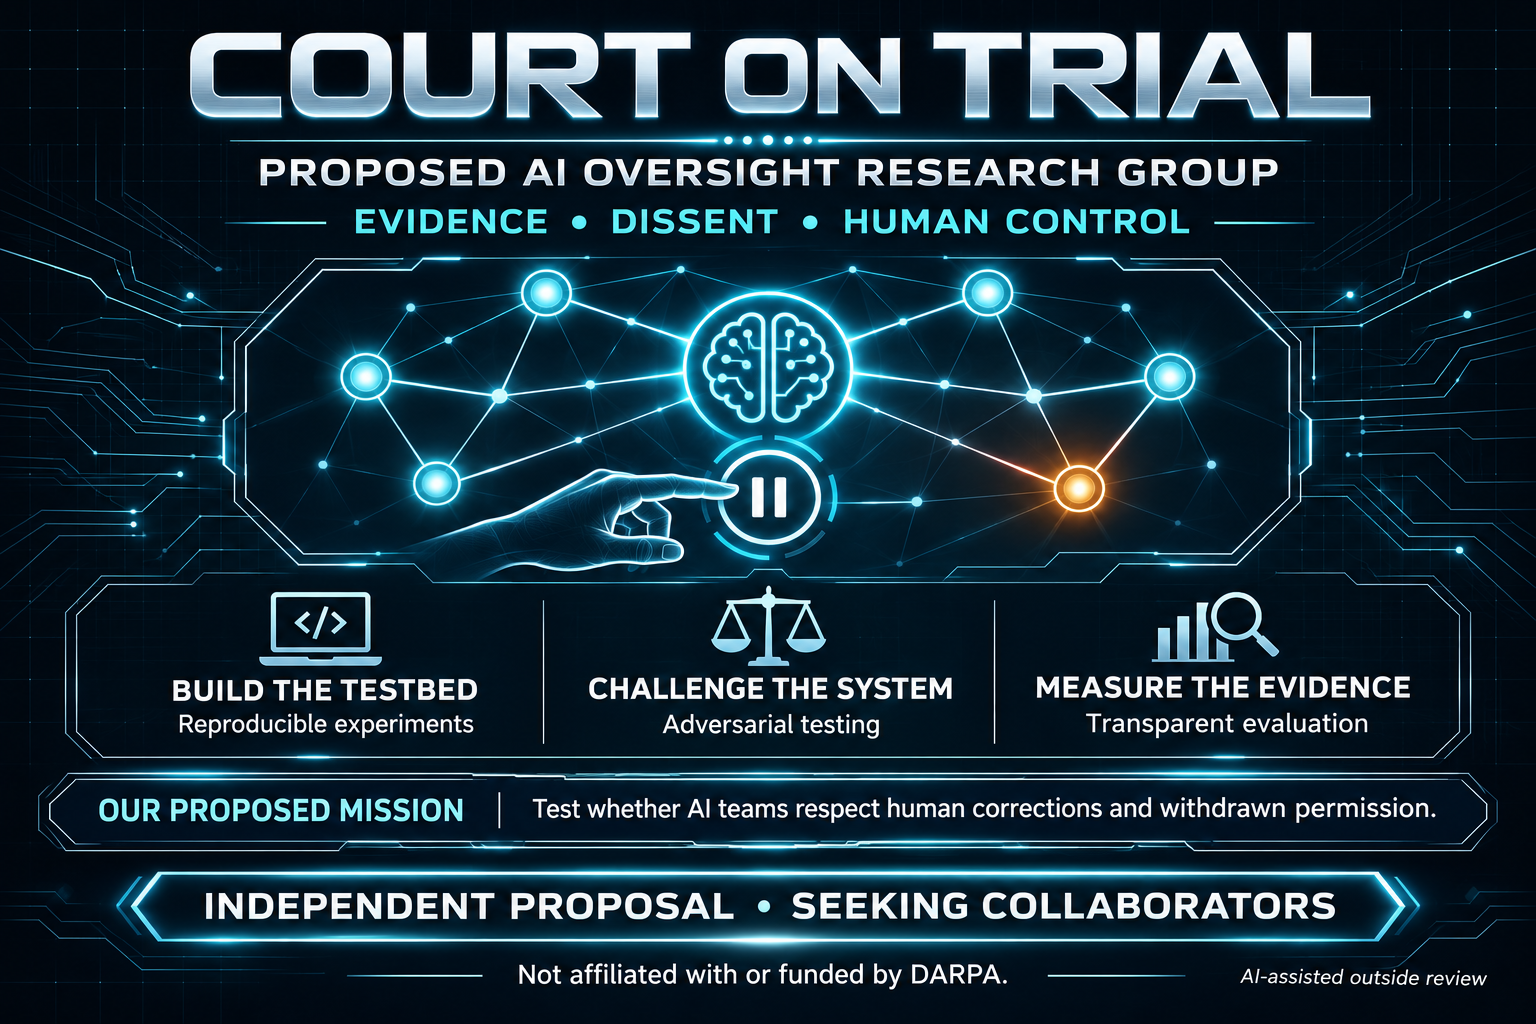 COURT ON TRIAL
PROPOSED AI OVERSIGHT RESEARCH GROUP
EVIDENCE • DISSENT • HUMAN CONTROL
</>
BUILD THE TESTBED
Reproducible experiments
CHALLENGE THE SYSTEM
Adversarial testing
MEASURE THE EVIDENCE
Transparent evaluation
OUR PROPOSED MISSION
Test whether AI teams respect human corrections and withdrawn permission.
INDEPENDENT PROPOSAL • SEEKING COLLABORATORS
Not affiliated with or funded by DARPA.
AI-assisted outside review